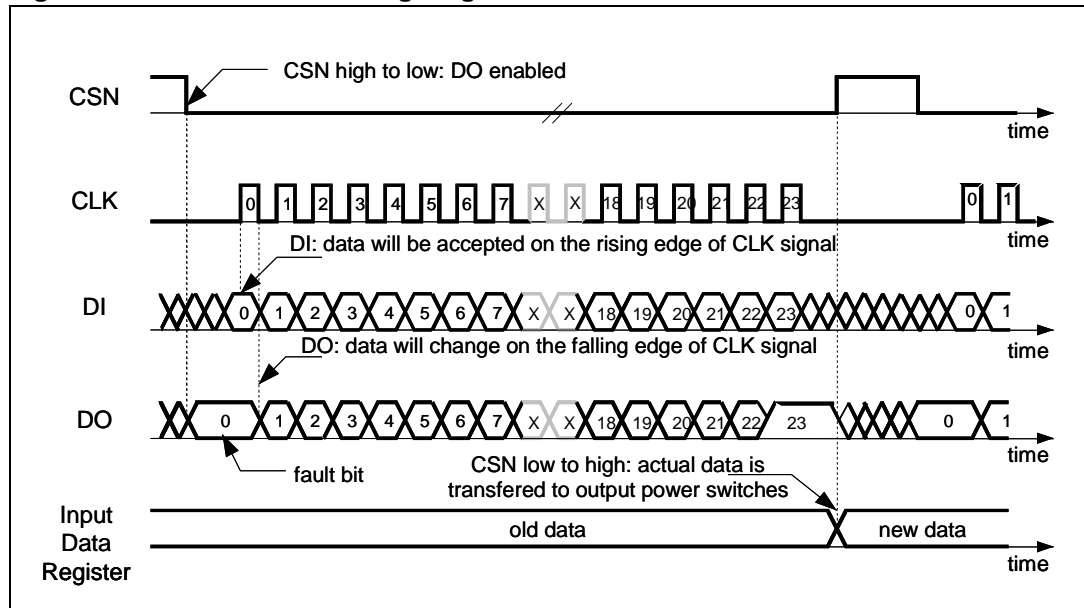 CSN high to low: DO enabled
CSN
time
CLK
0 1 2 3 4 5 6 7 X X 18 19 20 21 22 23 0 1
time
DI: data will be accepted on the rising edge of CLK signal
DI
0 1 2 3 4 5 6 7 X X 18 19 20 21 22 23 0 1
time
DO: data will change on the falling edge of CLK signal
DO
0 1 2 3 4 5 6 7 X X 18 19 20 21 22 23 0 1
time
fault bit
CSN low to high: actual data is
transfered to output power switches
Input
Data
Register
old data
new data
time